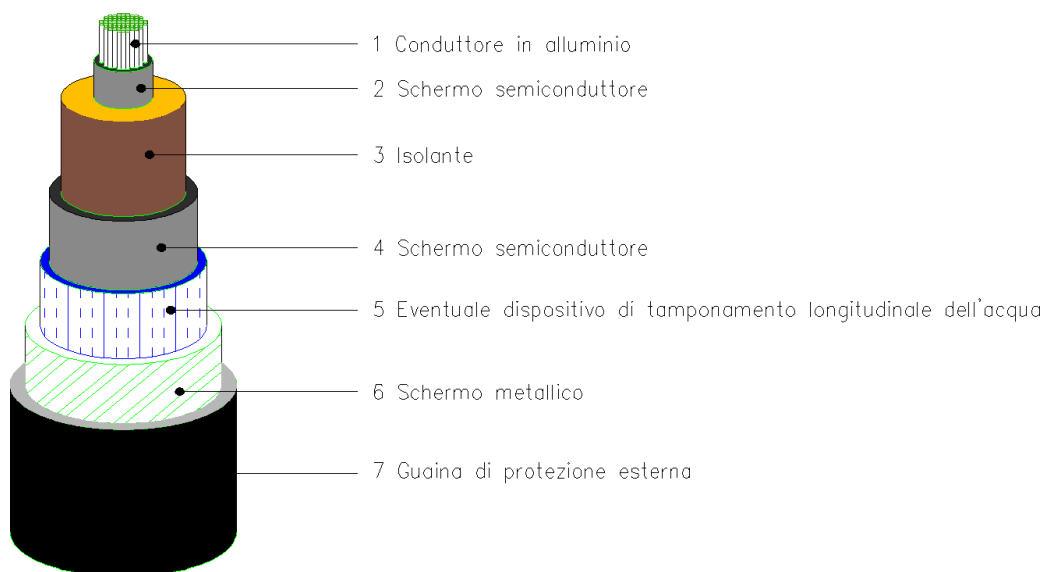 1 Conduttore in alluminio
2 Schermo semiconduttore
3 Isolante
4 Schermo semiconduttore
5 Eventuale dispositivo di tamponamento longitudinale dell'acqua
6 Schermo metallico
7 Guaina di protezione esterna